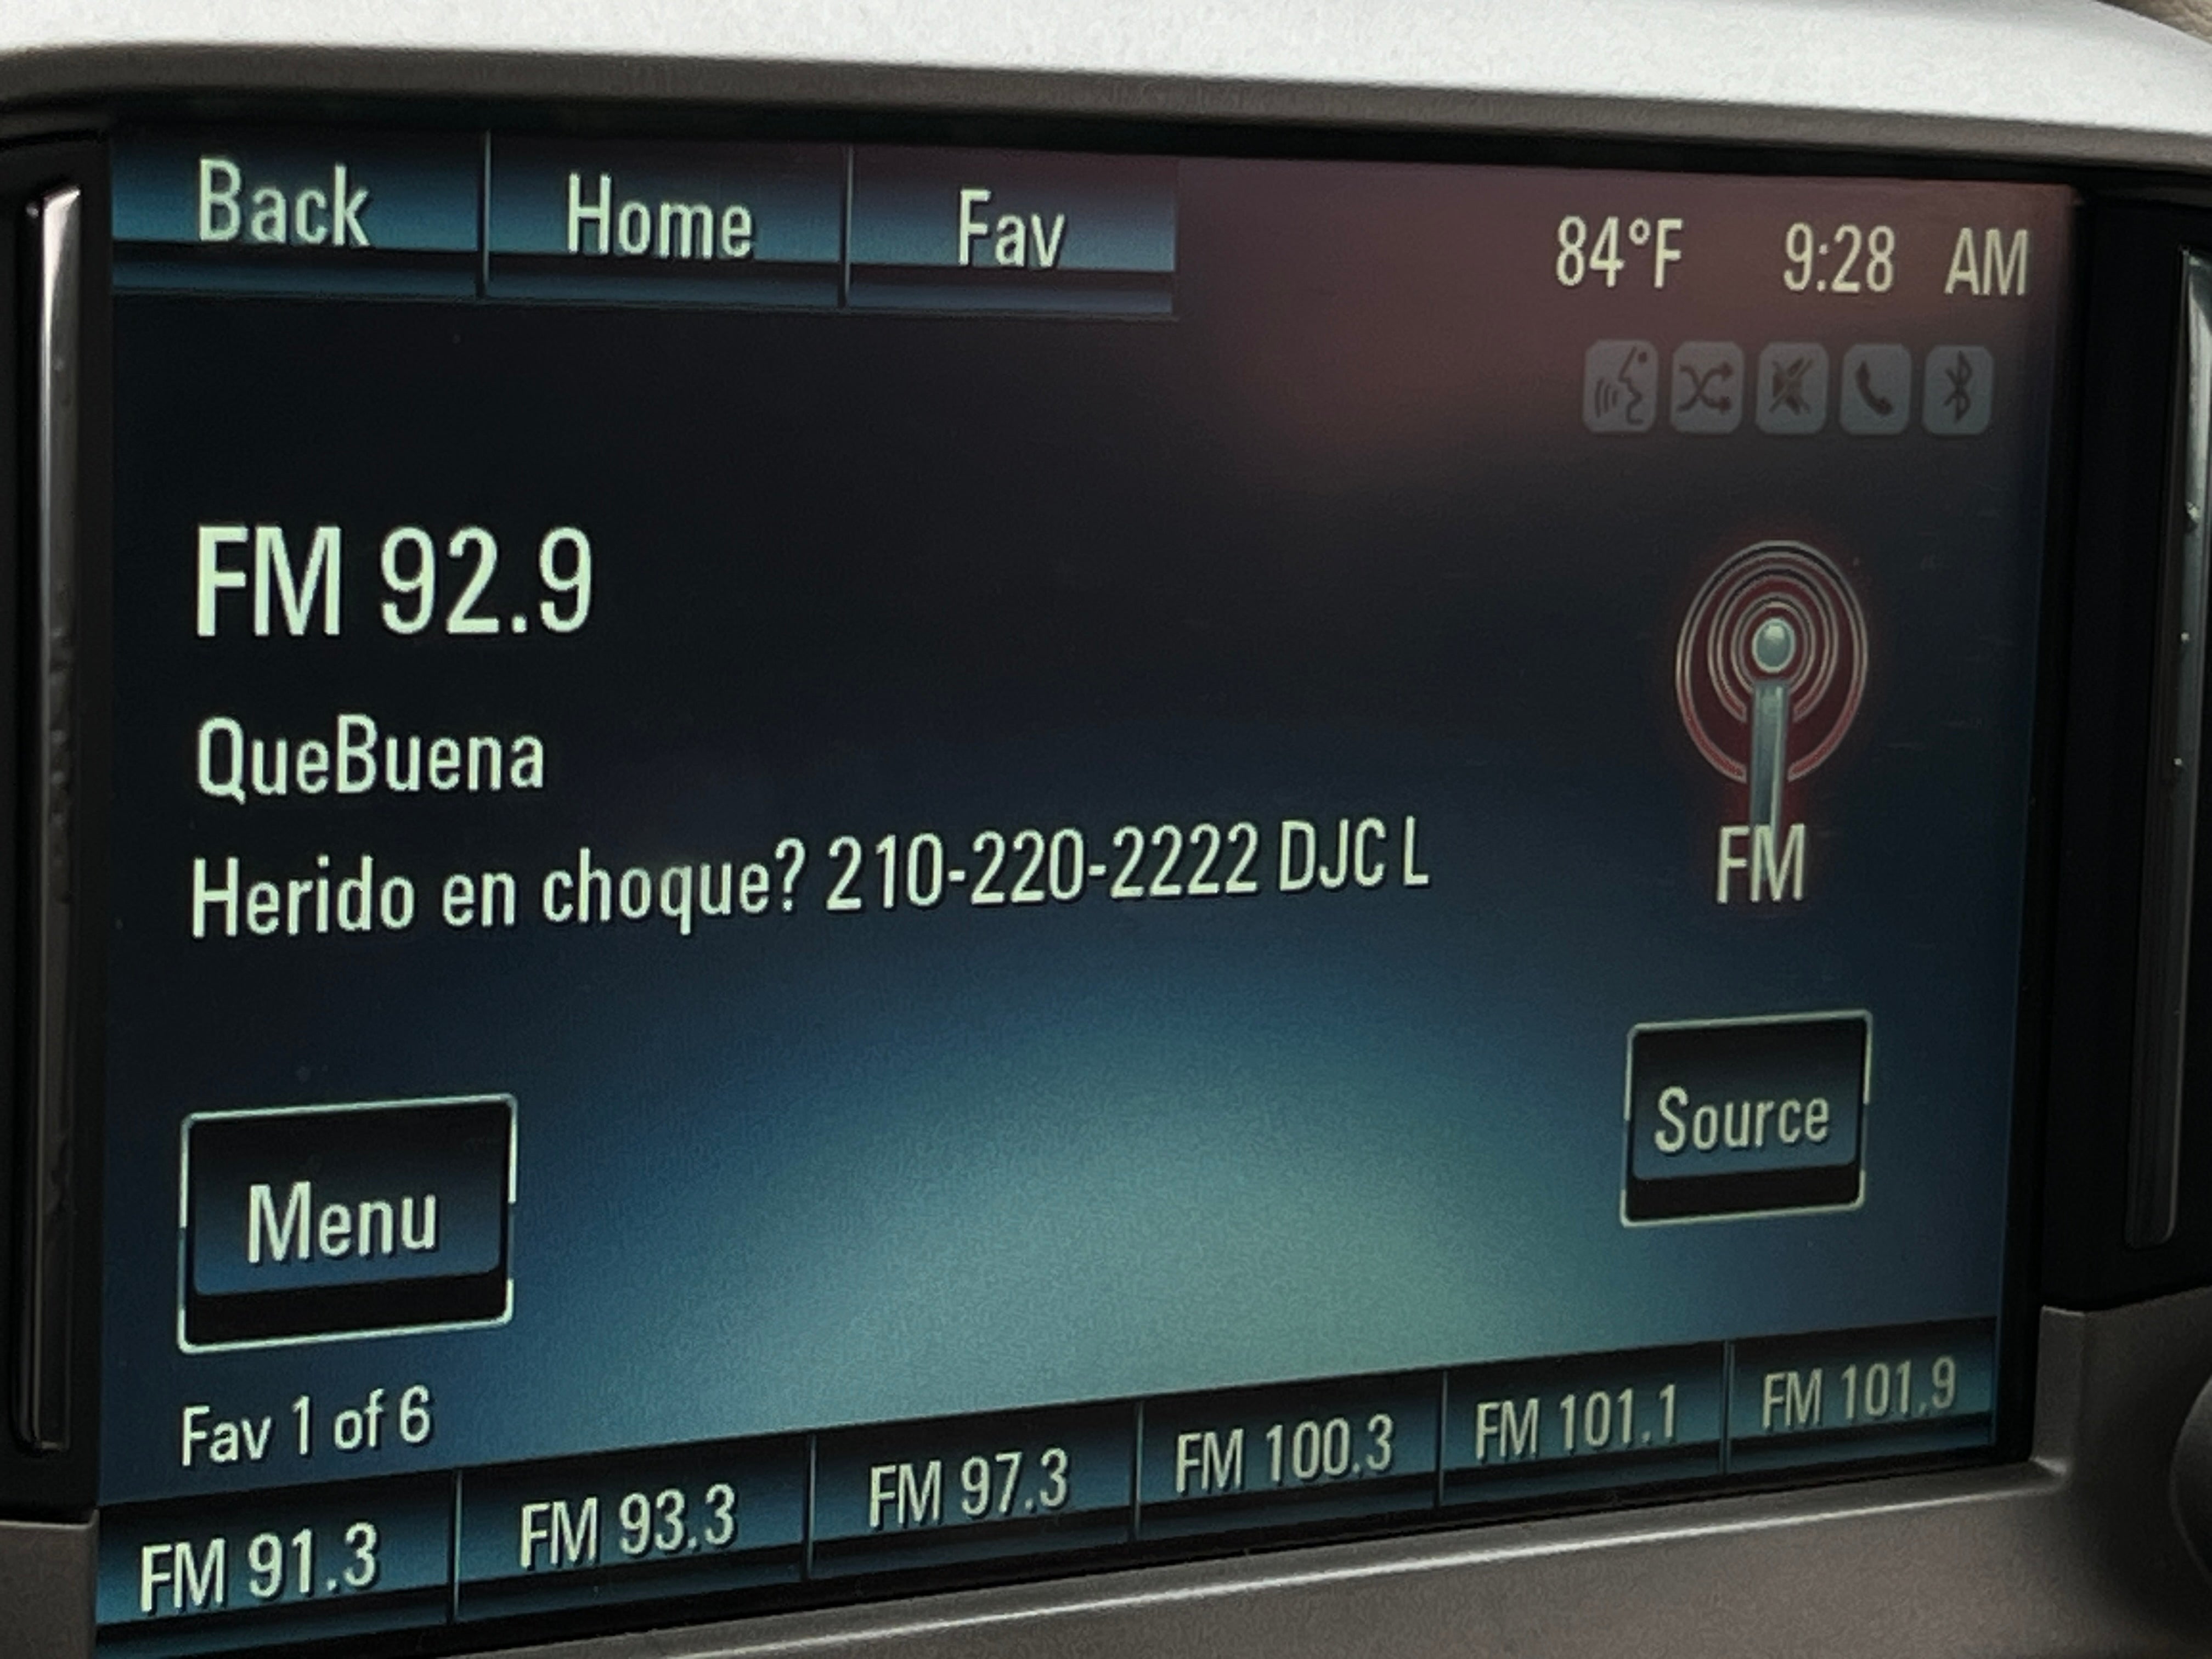 Back Home Fav 84°F 9:28 AM
FM 92.9
QueBuena
Herido en choque? 210-220-2222 DJC L
FM
Menu
Source
Fav 1 of 6
FM 91.3 FM 93.3 FM 97.3 FM 100.3 FM 101.1 FM 101.9